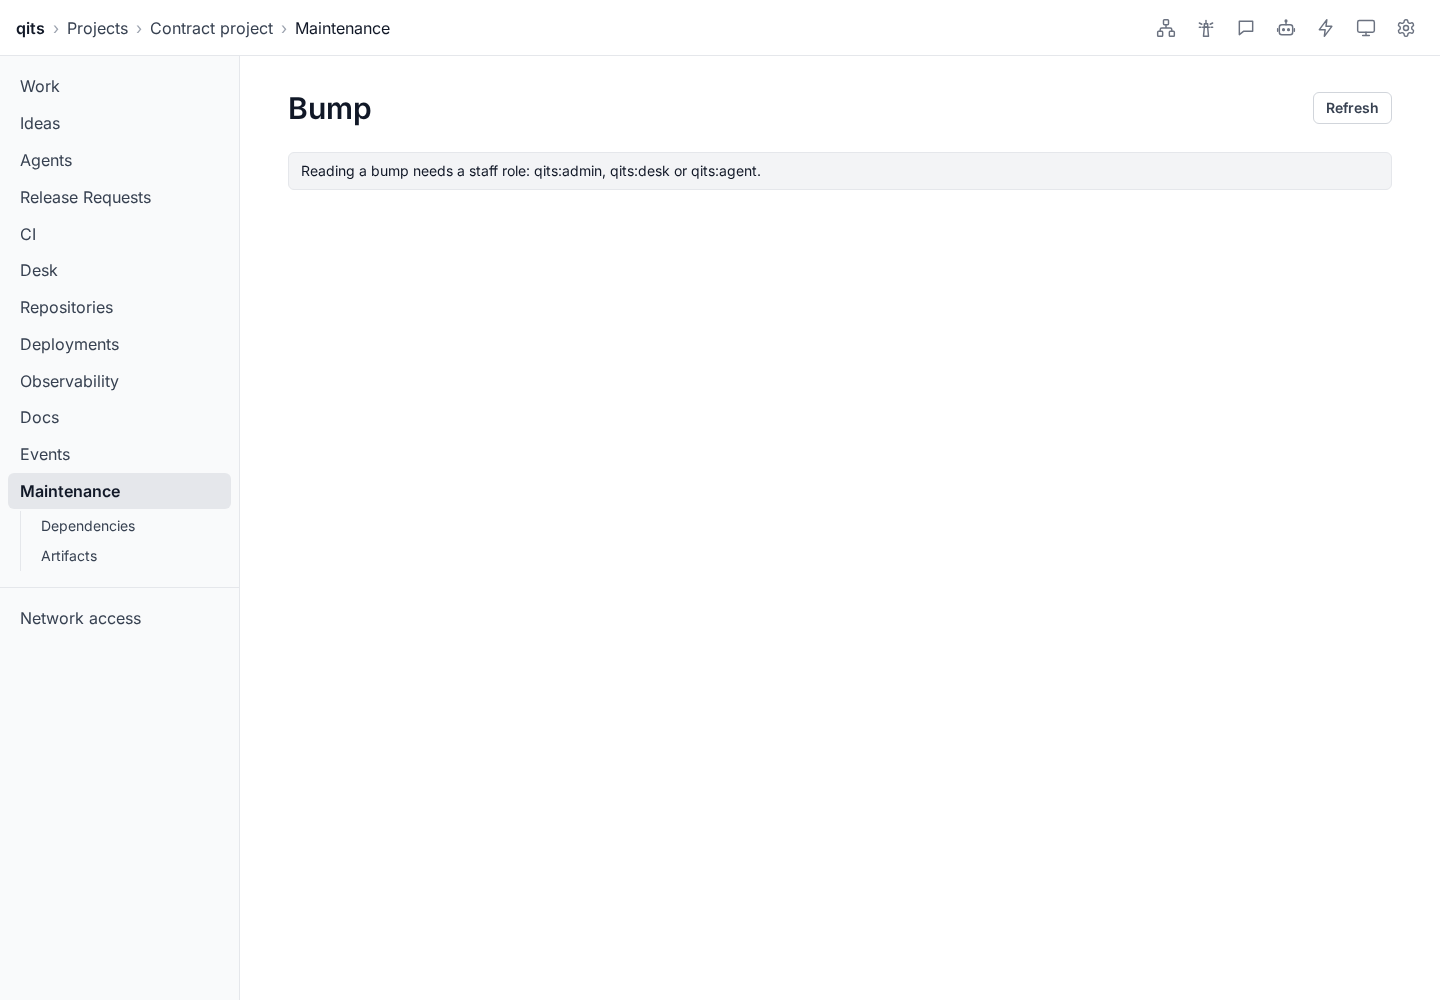 qits › Projects › Contract project › Maintenance
Work
Ideas
Agents
Release Requests
CI
Desk
Repositories
Deployments
Observability
Docs
Events
Maintenance
Dependencies
Artifacts
Network access
Bump
Refresh
Reading a bump needs a staff role: qits:admin, qits:desk or qits:agent.